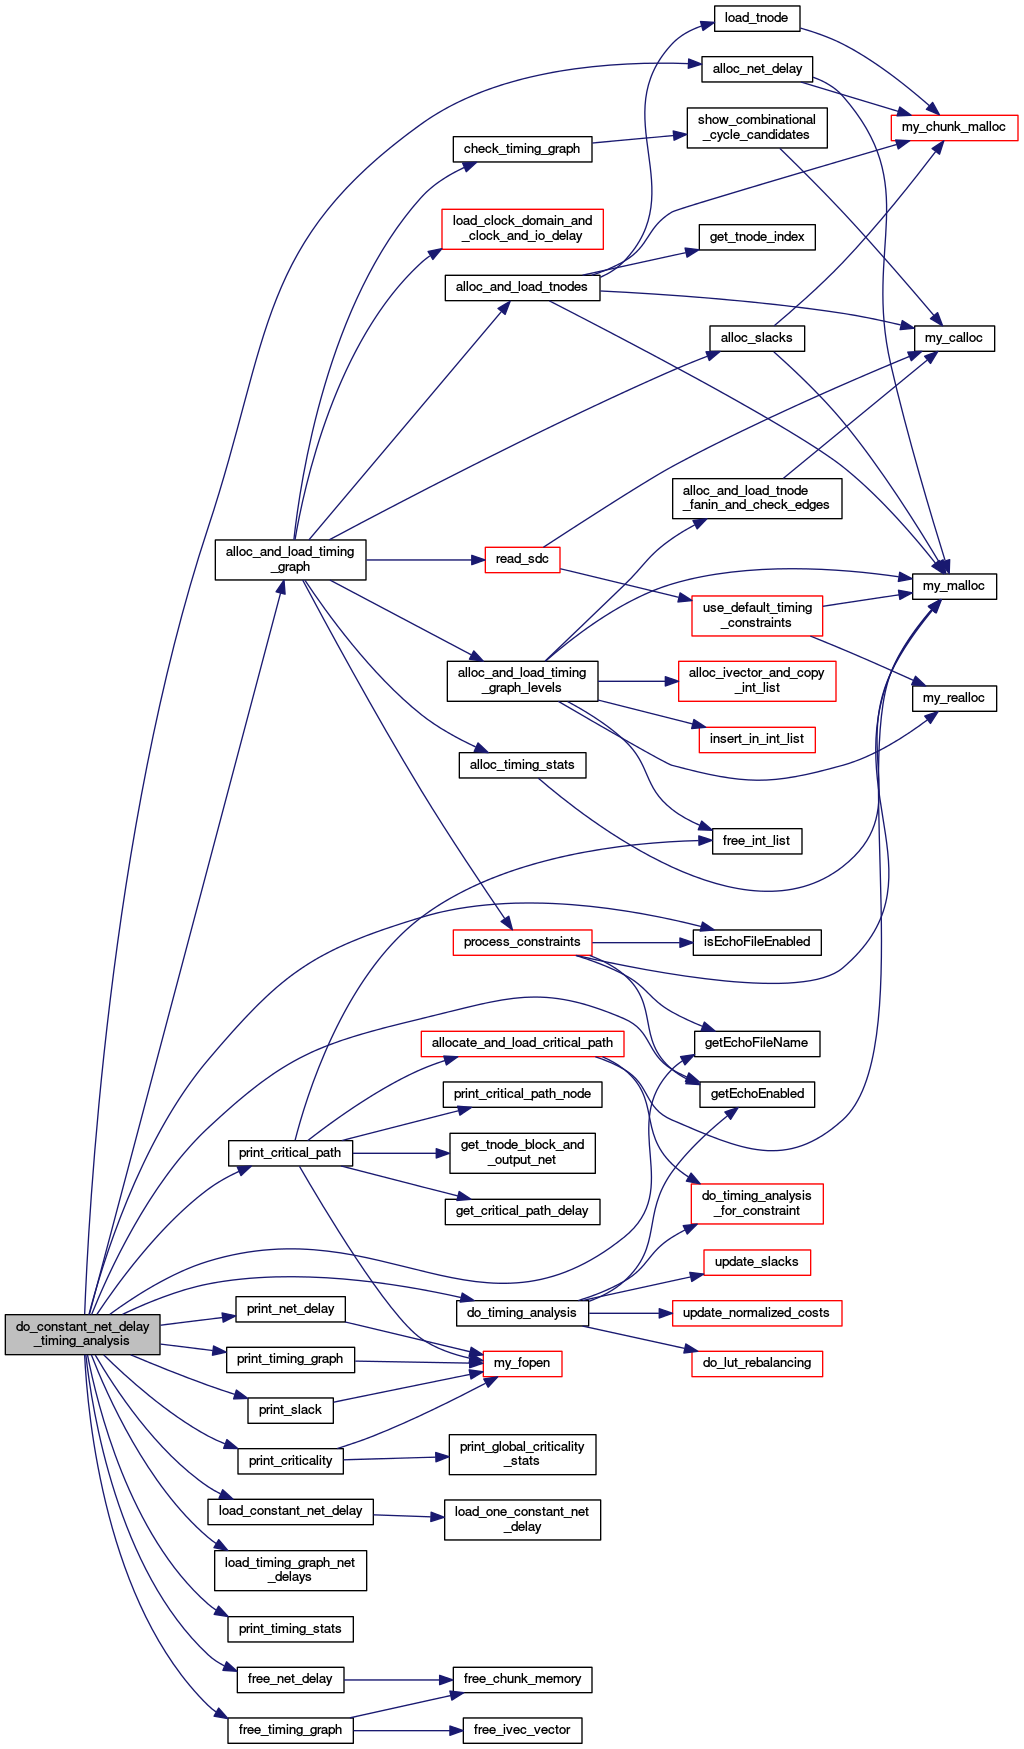 load_tnode
alloc_net_delay
show_combinational
_cycle_candidates
my_chunk_malloc
check_timing_graph
load_clock_domain_and
_clock_and_io_delay
get_tnode_index
alloc_and_load_tnodes
alloc_slacks
my_calloc
alloc_and_load_tnode
_fanin_and_check_edges
alloc_and_load_timing
_graph
read_sdc
my_malloc
use_default_timing
_constraints
alloc_and_load_timing
_graph_levels
alloc_ivector_and_copy
_int_list
my_realloc
insert_in_int_list
alloc_timing_stats
free_int_list
process_constraints
isEchoFileEnabled
allocate_and_load_critical_path
getEchoFileName
print_critical_path_node
getEchoEnabled
print_critical_path
get_tnode_block_and
_output_net
get_critical_path_delay
do_timing_analysis
_for_constraint
update_slacks
do_constant_net_delay
_timing_analysis
print_net_delay
do_timing_analysis
update_normalized_costs
print_timing_graph
my_fopen
do_lut_rebalancing
print_slack
print_criticality
print_global_criticality
_stats
load_constant_net_delay
load_one_constant_net
_delay
load_timing_graph_net
_delays
print_timing_stats
free_net_delay
free_chunk_memory
free_timing_graph
free_ivec_vector